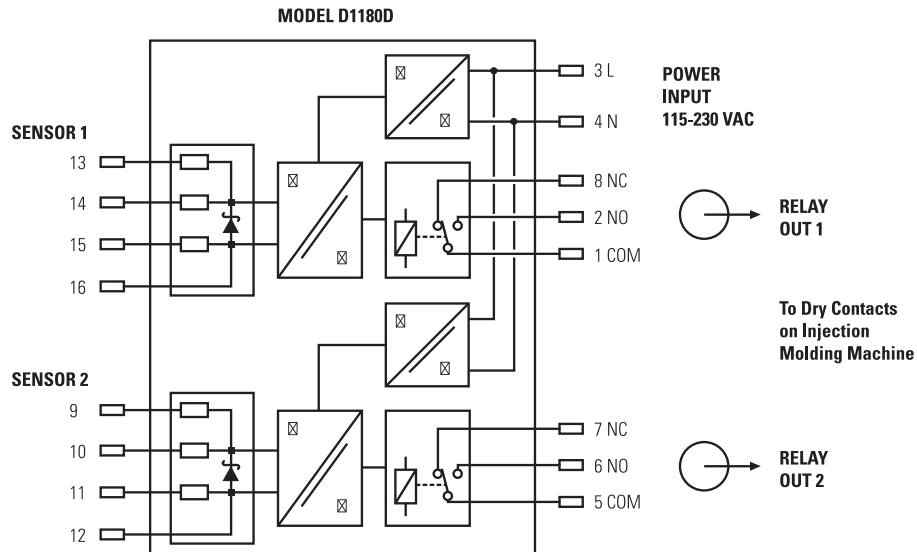 MODEL D1180D
SENSOR 1
13
14
15
16
3 L
4 N
8 NC
2 NO
1 COM
POWER
INPUT
115-230 VAC
RELAY
OUT 1
To Dry Contacts
on Injection
Molding Machine
SENSOR 2
9
10
11
12
7 NC
6 NO
5 COM
RELAY
OUT 2